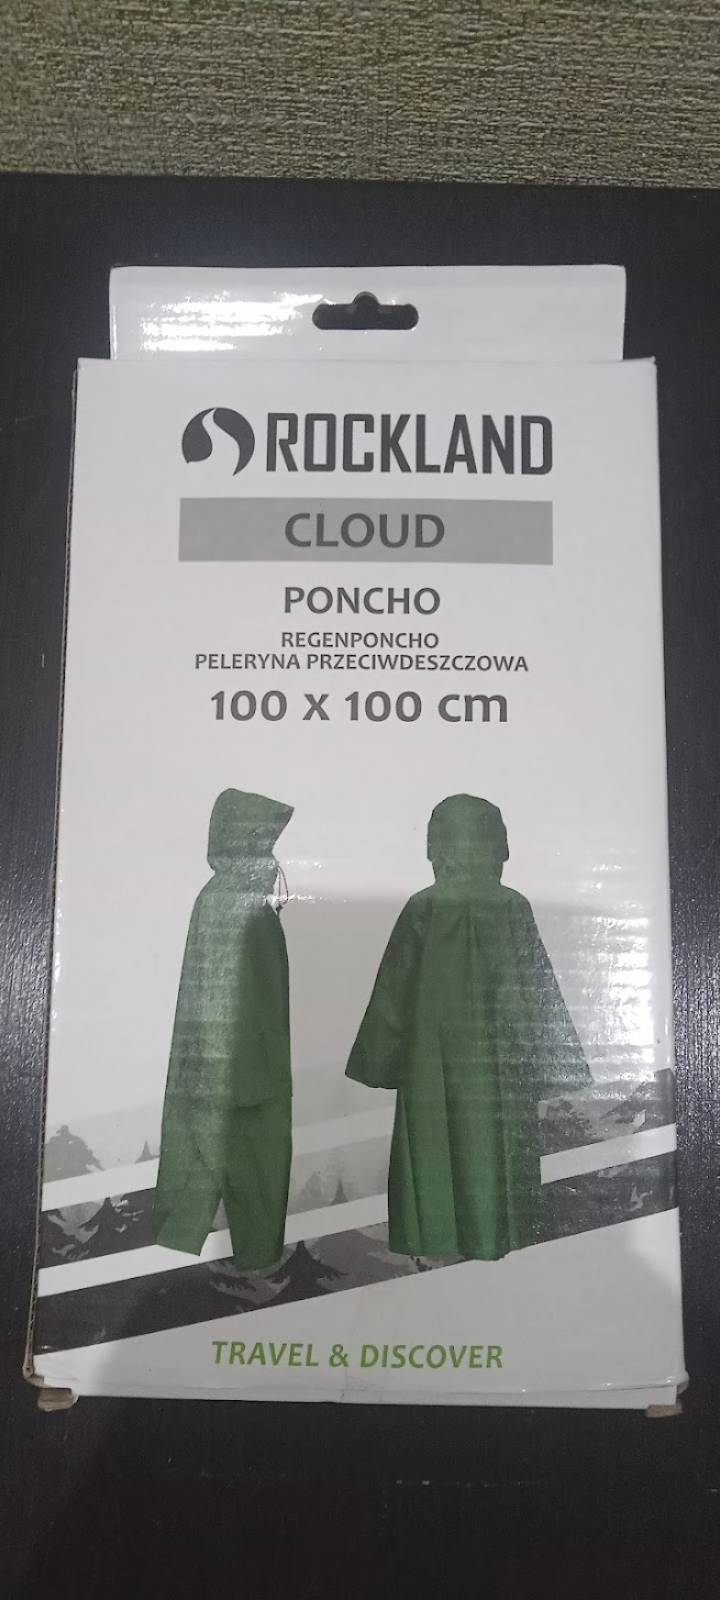 ROCKLAND
CLOUD
PONCHO
REGENPONCHO
PELERYNA PRZECIWDESZCZOWA
100 x 100 cm
TRAVEL & DISCOVER